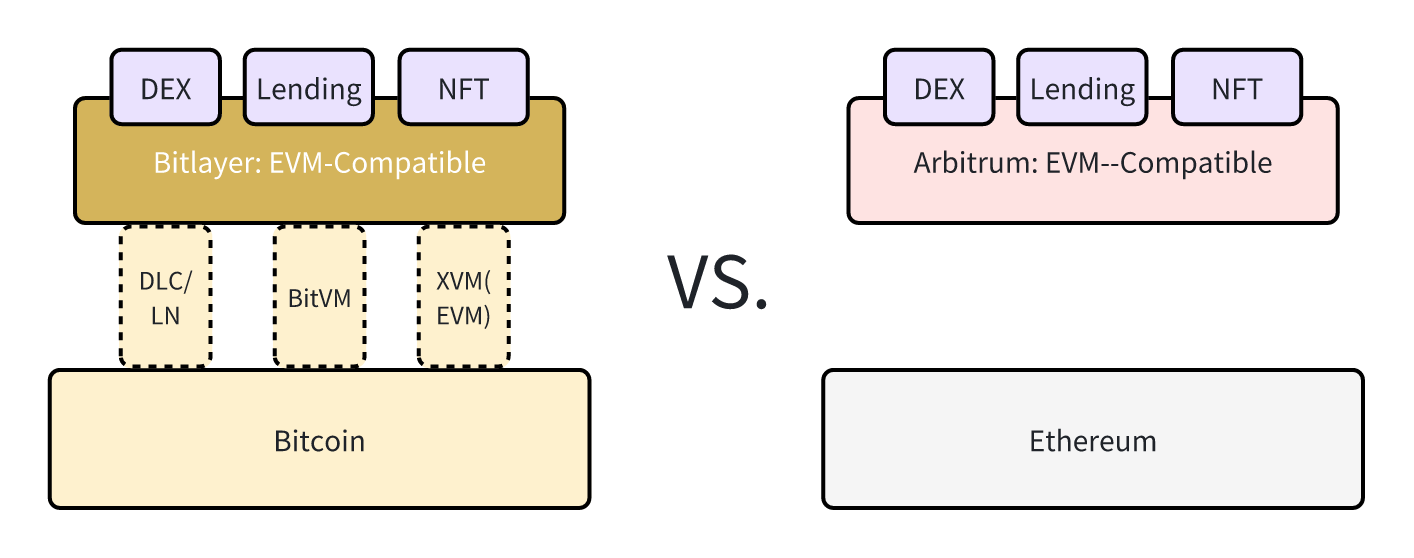 DEX
Lending
NFT
Bitlayer: EVM-Compatible
DLC/
LN
BitVM
XVM(
EVM)
Bitcoin
VS.
DEX
Lending
NFT
Arbitrum: EVM--Compatible
Ethereum